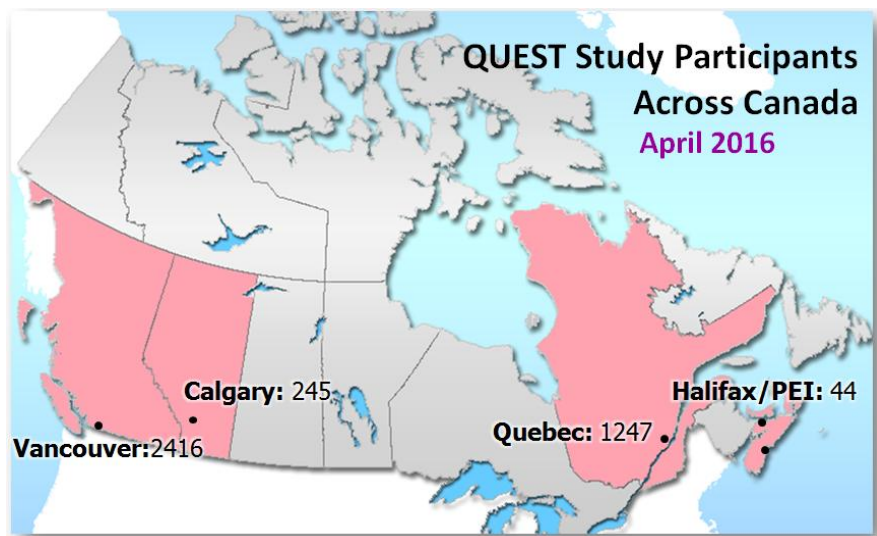 QUEST Study Participants
Across Canada
April 2016
Calgary: 245
Halifax/PEI: 44
Quebec: 1247
Vancouver:2416